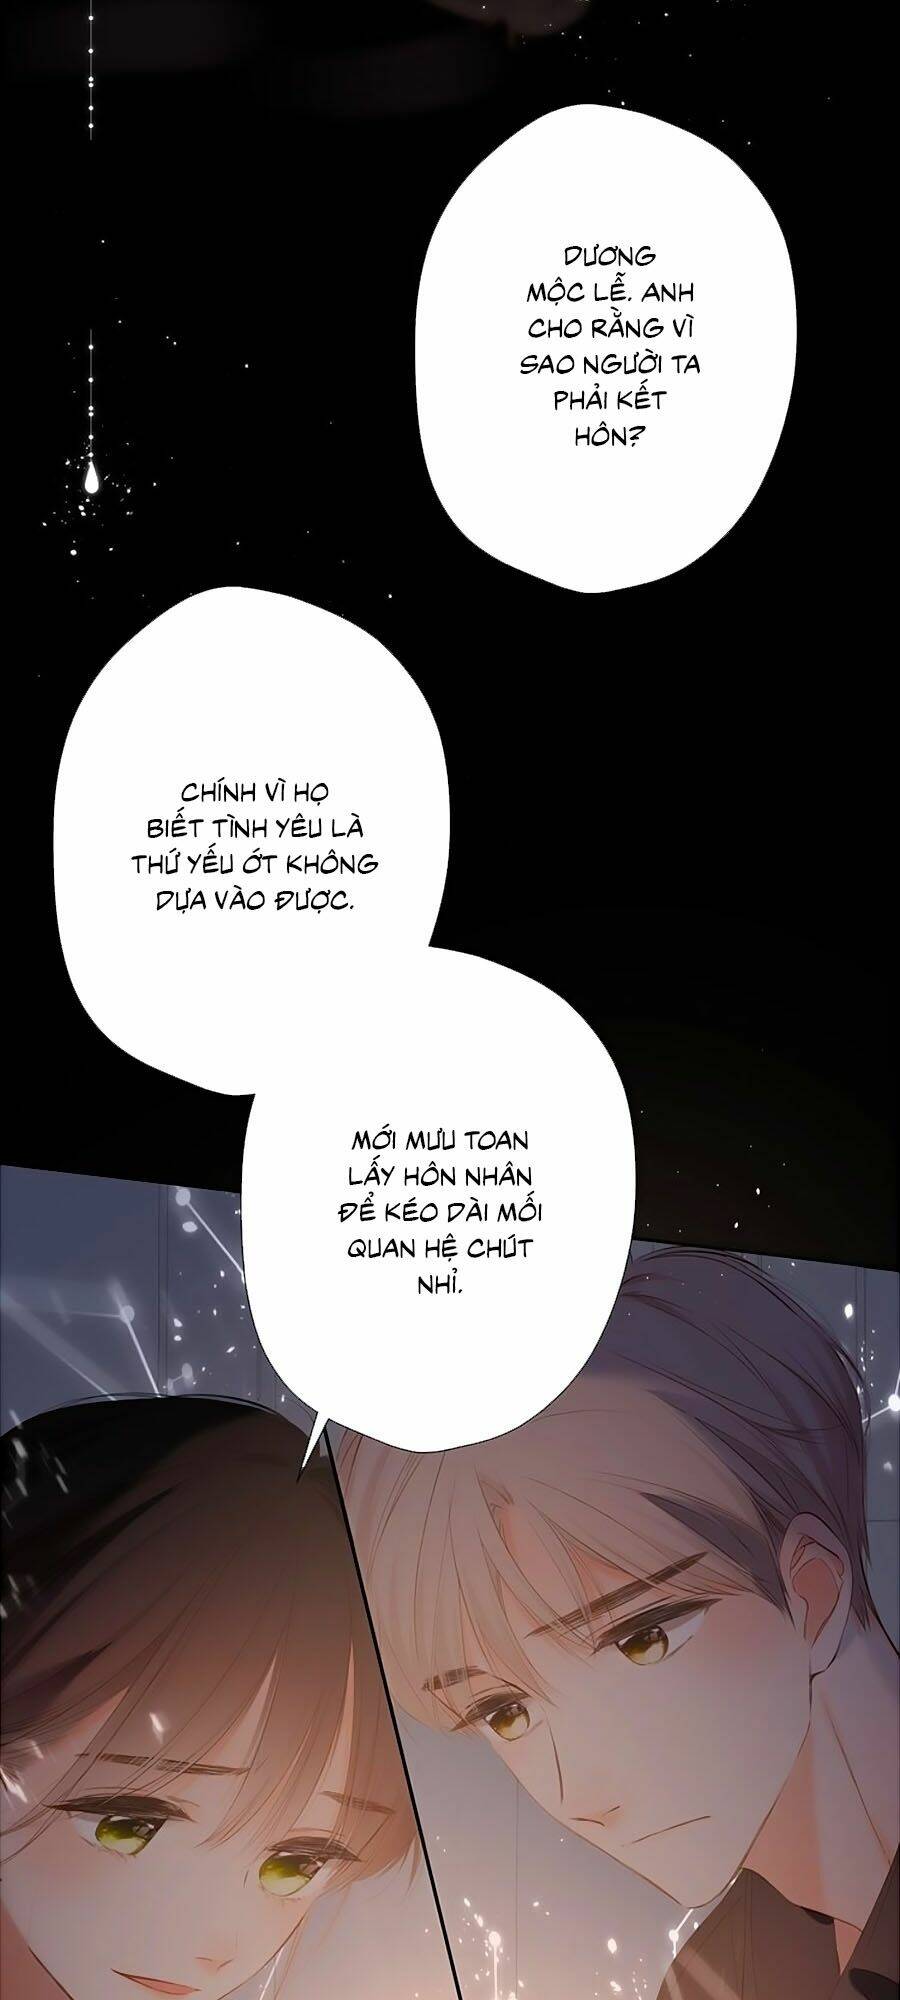 DƯƠNG
MỘC LỄ. ANH
CHO RẰNG VÌ
SAO NGƯỜI TA
PHẢI KẾT
HÔN?
CHÍNH VÌ HỌ
BIẾT TÌNH YÊU LÀ
THỨ YẾU ỚT KHÔNG
DỰA VÀO ĐƯỢC.
MỚI MƯU TOAN
LẤY HÔN NHÂN
ĐỂ KÉO DÀI MỐI
QUAN HỆ CHÚT
NHỈ.